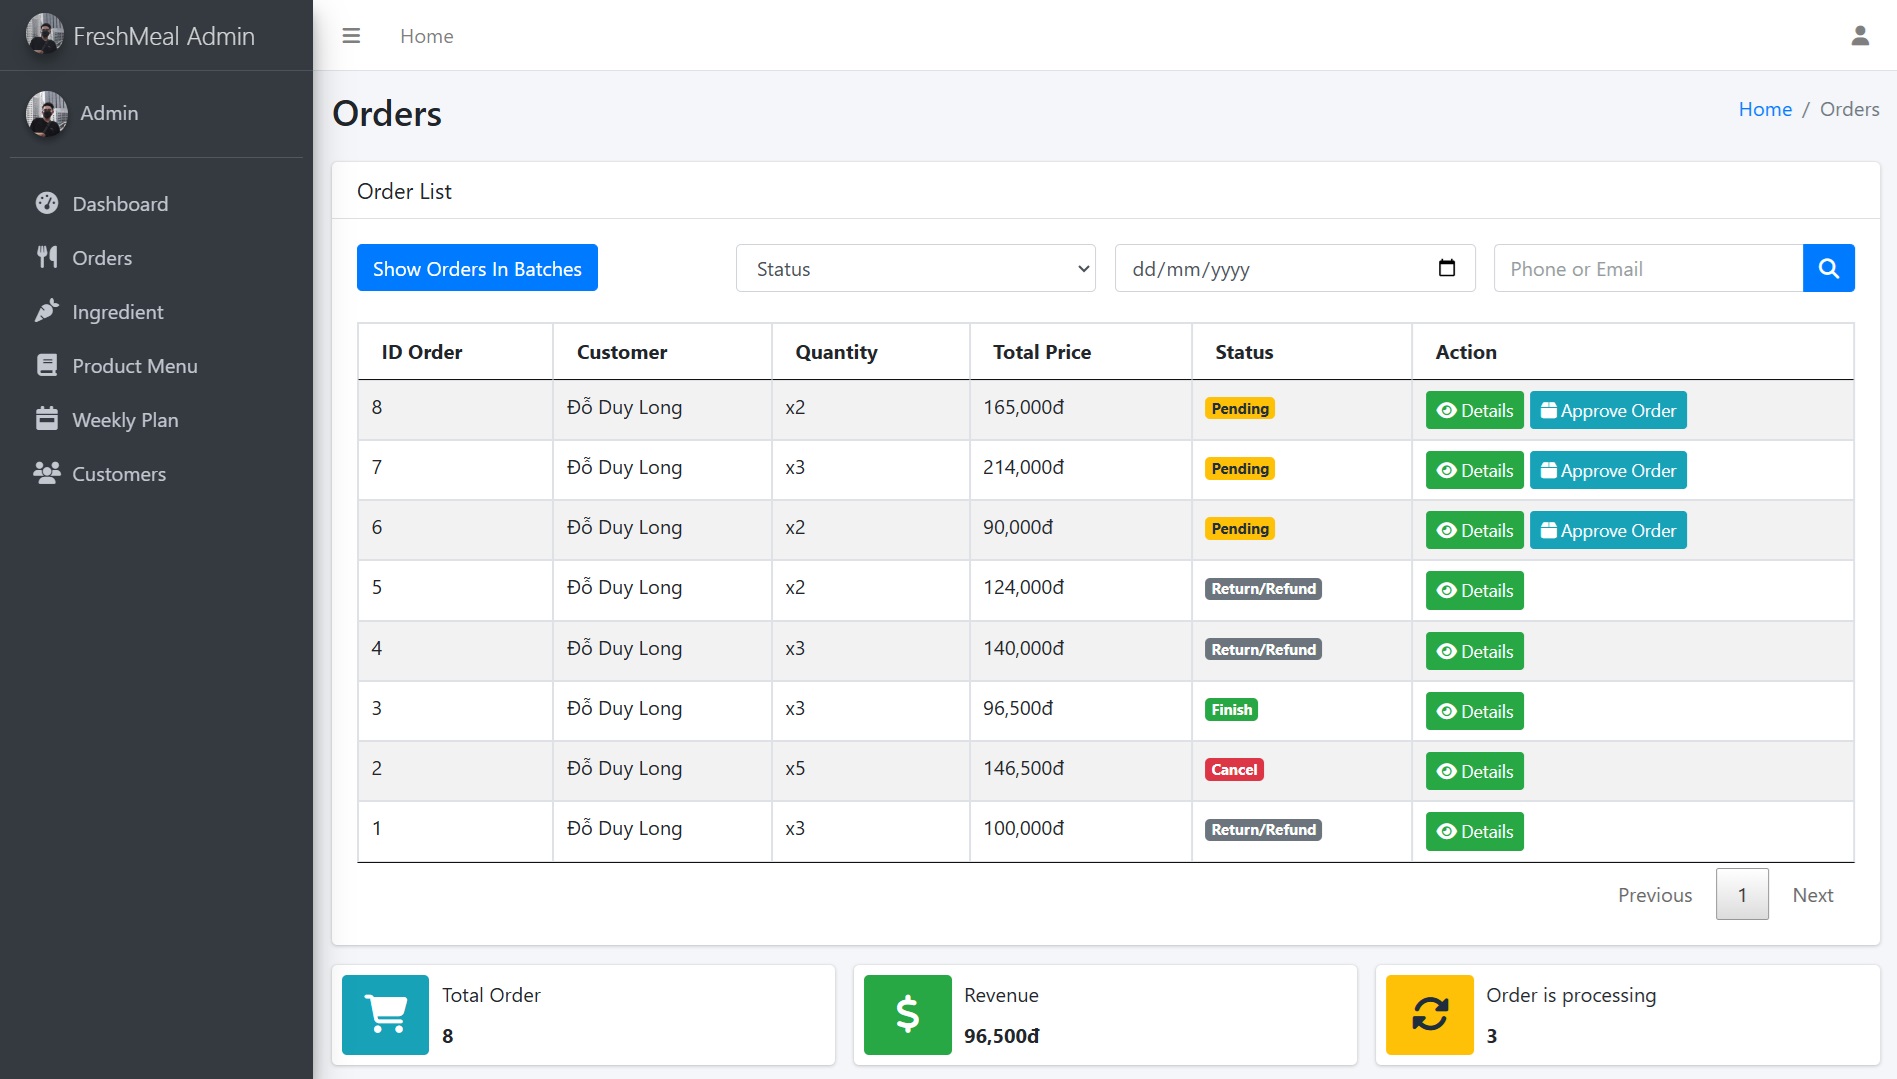 FreshMeal Admin
Home
Admin
Orders
Home / Orders
Dashboard
Orders
Ingredient
Product Menu
Weekly Plan
Customers
Order List
Show Orders In Batches
Status
dd/mm/yyyy
Phone or Email
ID Order Customer Quantity Total Price Status Action
8 Đỗ Duy Long x2 165,000đ Pending Details Approve Order
7 Đỗ Duy Long x3 214,000đ Pending Details Approve Order
6 Đỗ Duy Long x2 90,000đ Pending Details Approve Order
5 Đỗ Duy Long x2 124,000đ Return/Refund Details
4 Đỗ Duy Long x3 140,000đ Return/Refund Details
3 Đỗ Duy Long x3 96,500đ Finish Details
2 Đỗ Duy Long x5 146,500đ Cancel Details
1 Đỗ Duy Long x3 100,000đ Return/Refund Details
Previous 1 Next
Total Order
8
Revenue
96,500đ
Order is processing
3